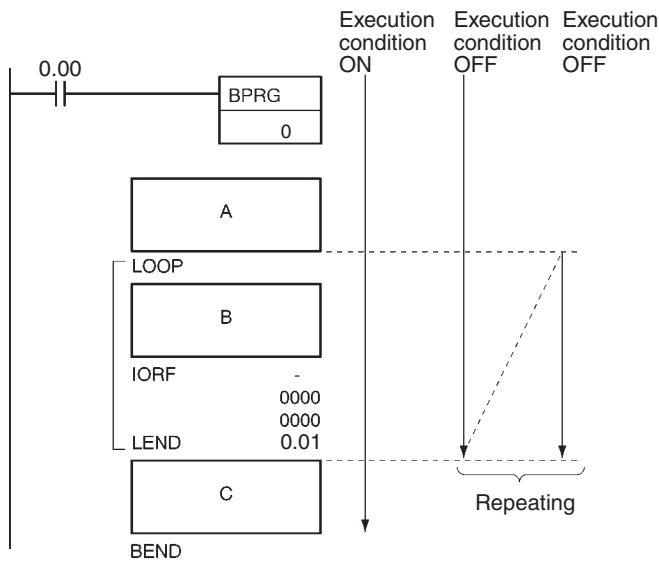 Execution condition ON
Execution condition OFF
Execution condition OFF
0.00
BPRG
0
A
LOOP
B
IORF -
0000
0000
LEND 0.01
C
Repeating
BEND